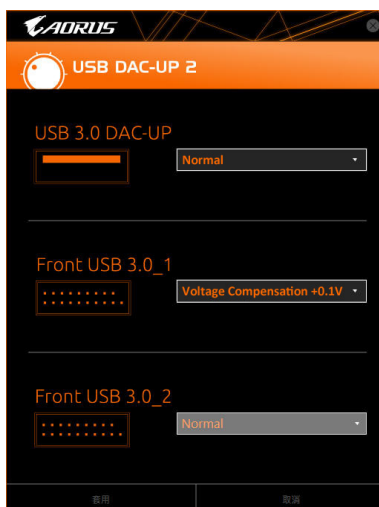 AORUS
USB DAC-UP 2
USB 3.0 DAC-UP
Normal
Front USB 3.0_1
Voltage Compensation +0.1V
Front USB 3.0_2
Normal
套用 取消